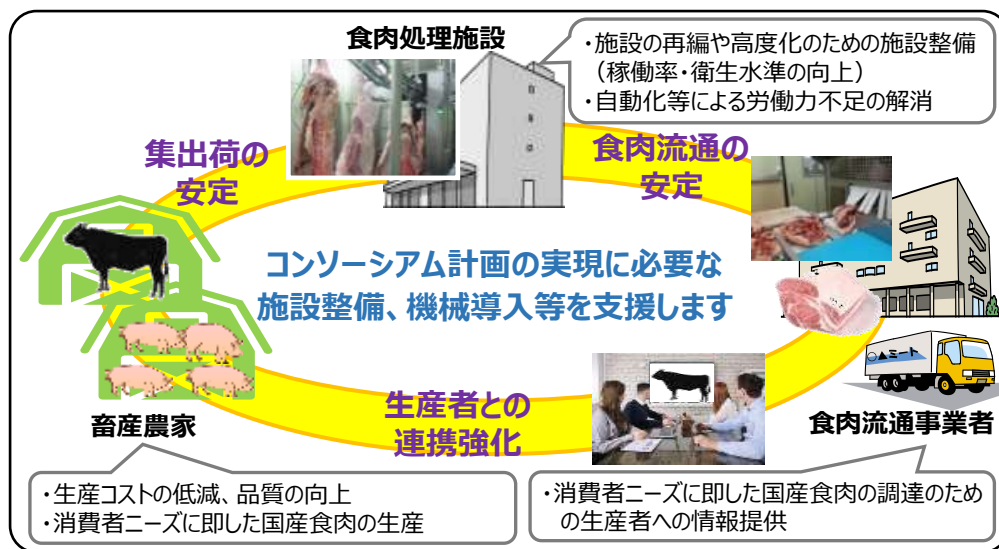 食肉処理施設
・施設の再編や高度化のための施設整備
（稼働率・衛生水準の向上）
・自動化等による労働力不足の解消
集出荷の
安定
食肉流通の
安定
コンソーシアム計画の実現に必要な
施設整備、機械導入等を支援します
○▲ミート
生産者との
連携強化
畜産農家
食肉流通事業者
・生産コストの低減、品質の向上
・消費者ニーズに即した国産食肉の生産
・消費者ニーズに即した国産食肉の調達のため
の生産者への情報提供